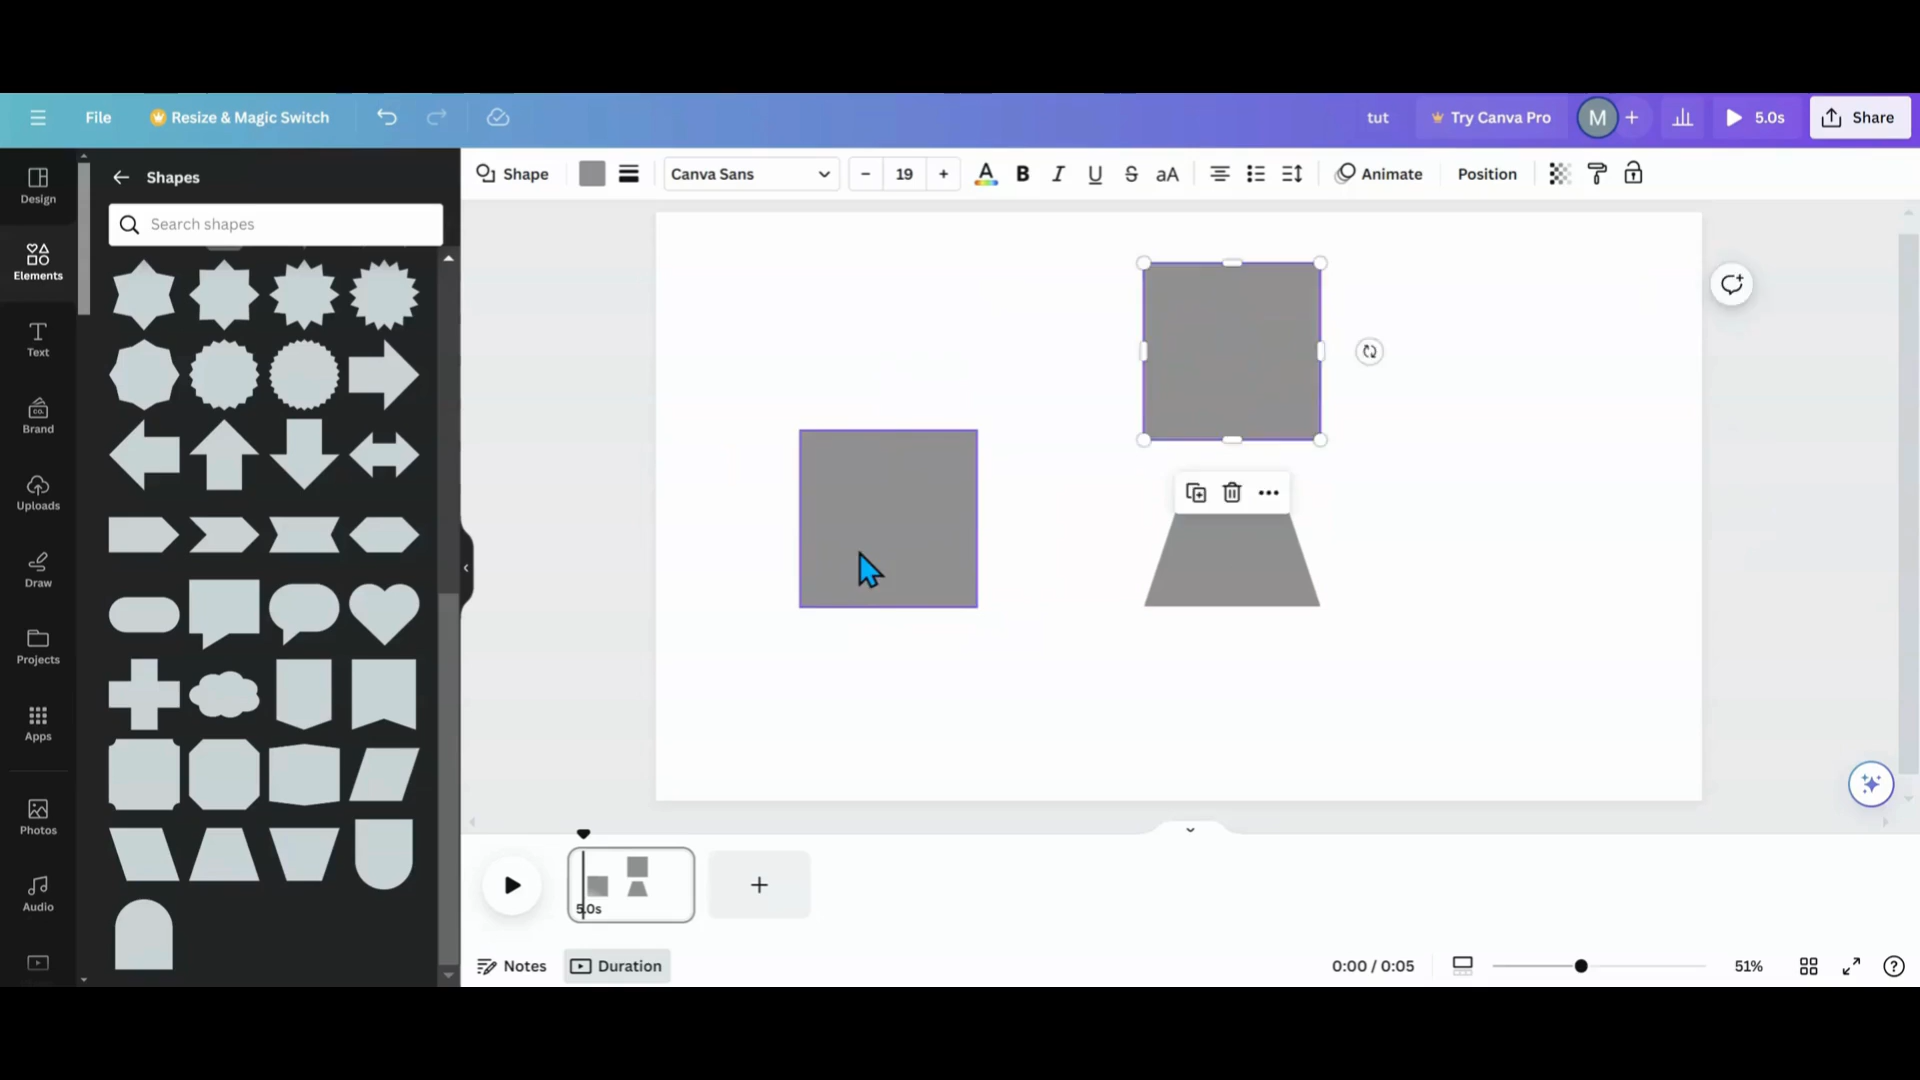 File
Resize & Magic Switch
tut
Try Canva Pro
M
5.0s
Share
Design
Elements
Text
Brand
Uploads
Draw
Projects
Apps
Photos
Audio
Shapes
Search shapes
Shape
Canva Sans
19
A
B
I
U
S
aA
Animate
Position
5.0s
Notes
Duration
0:00 / 0:05
51%